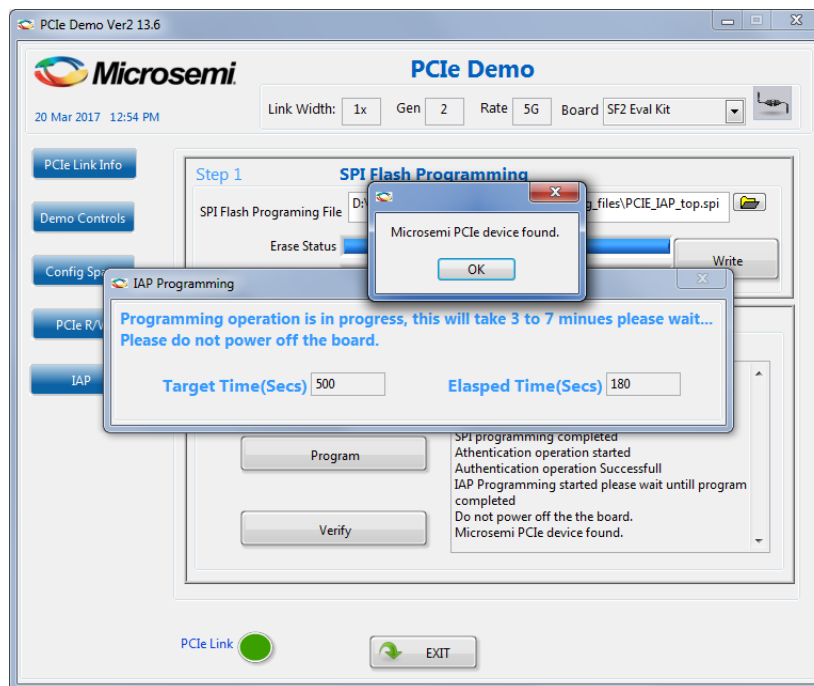 PCIe Demo Ver2 13.6
Microsemi.
PCIe Demo
20 Mar 2017 12:54 PM
Link Width: 1x Gen 2 Rate 5G Board SF2 Eval Kit
PCIe Link Info
Demo Controls
Config Sp
PCIe R/
IAP
Step 1 SPI Flash Programming
SPI Flash Programing File D:\ g_files\PCIE_IAP_top.spi
Erase Status
Write
Microsemi PCIe device found.
OK
IAP Programming
Programming operation is in progress, this will take 3 to 7 minues please wait...
Please do not power off the board.
Target Time(Secs) 500 Elasped Time(Secs) 180
Program
Verify
SPI programming completed
Athentication operation started
Authentication operation Successfull
IAP Programming started please wait untill program
completed
Do not power off the the board.
Microsemi PCIe device found.
PCIe Link
EXIT